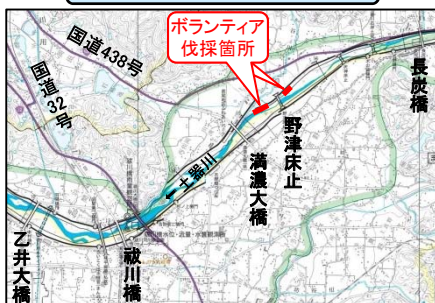 ボランティア
伐採箇所
国道438号
国道
32
号
長炭橋
野津床止
満濃大橋
土器川
祓川橋
乙井大橋